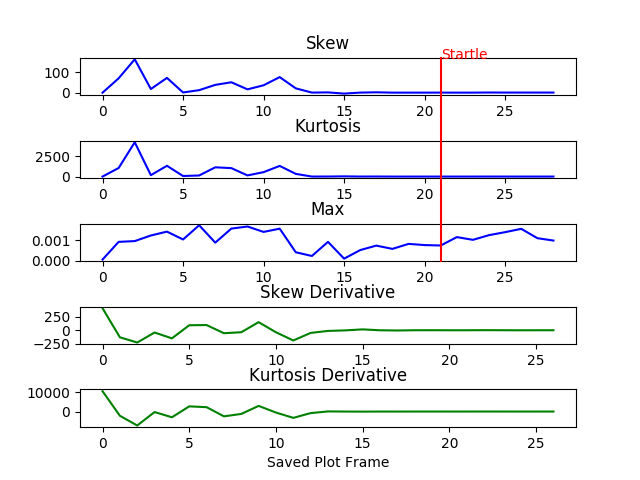 Skew
Startle
100
0
0 5 10 15 20 25
Kurtosis
2500
0
0 5 10 15 20 25
Max
0.001
0.000
0 5 10 15 20 25
Skew Derivative
250
0
−250
0 5 10 15 20 25
Kurtosis Derivative
10000
0
0 5 10 15 20 25
Saved Plot Frame